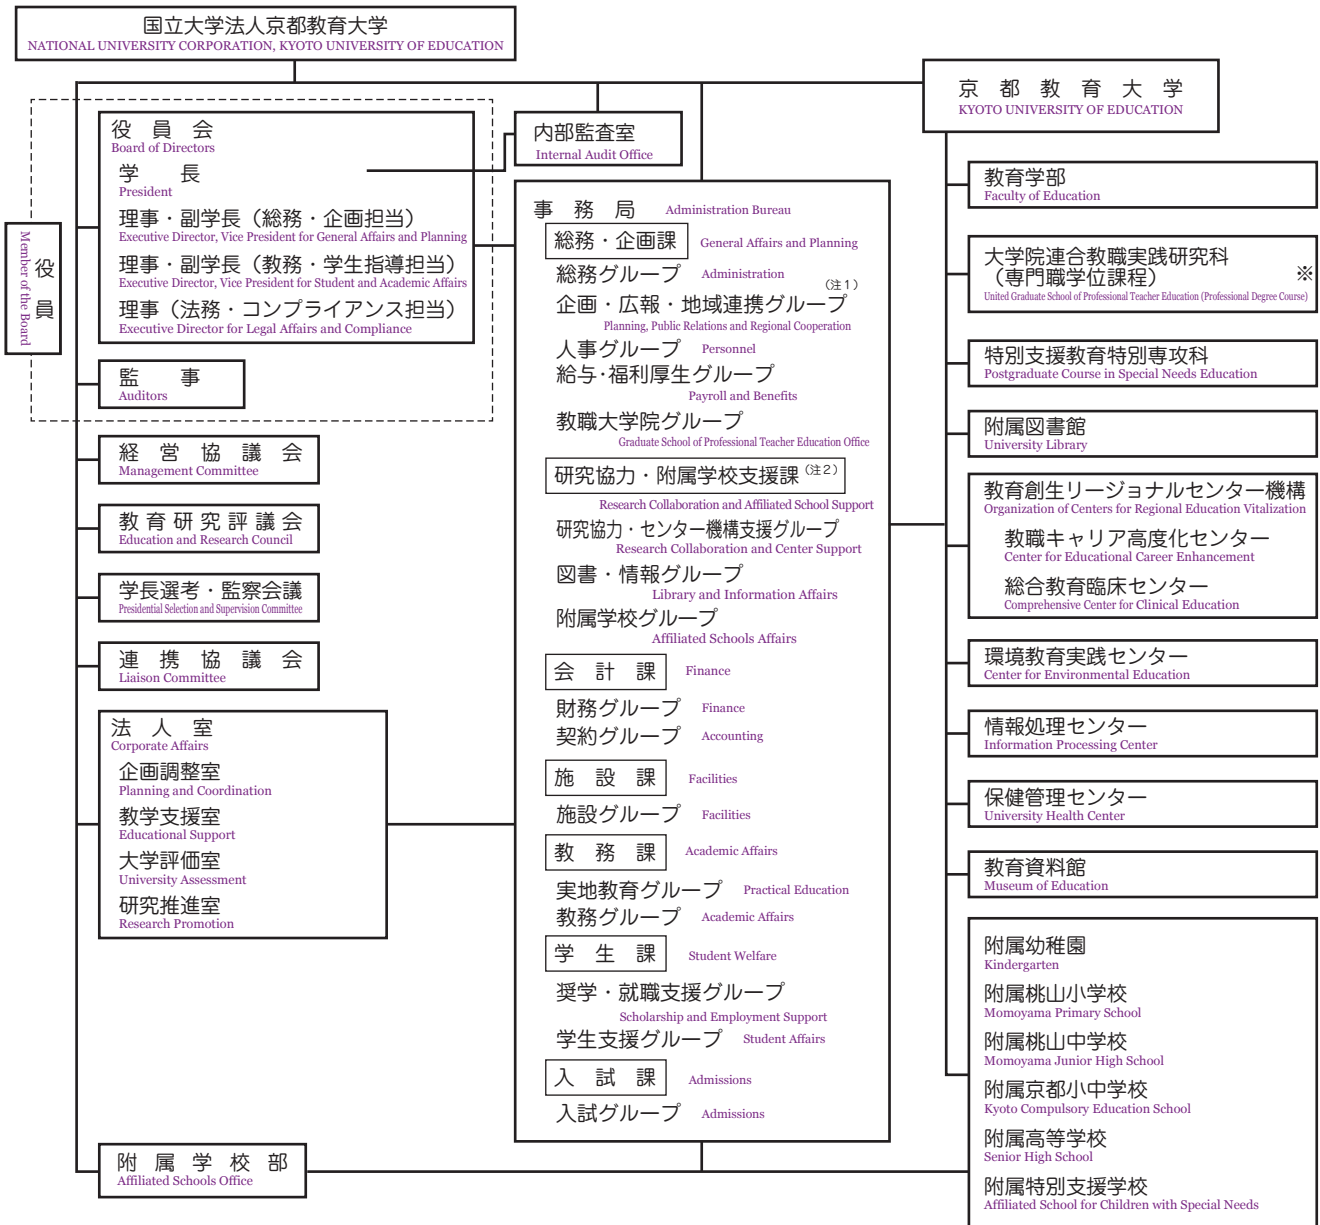 国立大学法人京都教育大学
NATIONAL UNIVERSITY CORPORATION, KYOTO UNIVERSITY OF EDUCATION
京都教育大学
KYOTO UNIVERSITY OF EDUCATION
役員
Member of the Board
役員会
Board of Directors
学長
President
理事・副学長（総務・企画担当）
Executive Director, Vice President for General Affairs and Planning
理事・副学長（教務・学生指導担当）
Executive Director, Vice President for Student and Academic Affairs
理事（法務・コンプライアンス担当）
Executive Director for Legal Affairs and Compliance
監事
Auditors
経営協議会
Management Committee
教育研究評議会
Education and Research Council
学長選考・監察会議
Presidential Selection and Supervision Committee
連携協議会
Liaison Committee
法人室
Corporate Affairs
企画調整室
Planning and Coordination
教学支援室
Educational Support
大学評価室
University Assessment
研究推進室
Research Promotion
附属学校部
Affiliated Schools Office
内部監査室
Internal Audit Office
事務局 Administration Bureau
総務・企画課 General Affairs and Planning
総務グループ Administration
企画・広報・地域連携グループ（注1）
Planning, Public Relations and Regional Cooperation
人事グループ Personnel
給与・福利厚生グループ
Payroll and Benefits
教職大学院グループ
Graduate School of Professional Teacher Education Office
研究協力・附属学校支援課（注2）
Research Collaboration and Affiliated School Support
研究協力・センター機構支援グループ
Research Collaboration and Center Support
図書・情報グループ
Library and Information Affairs
附属学校グループ
Affiliated Schools Affairs
会計課 Finance
財務グループ Finance
契約グループ Accounting
施設課 Facilities
施設グループ Facilities
教務課 Academic Affairs
実地教育グループ Practical Education
教務グループ Academic Affairs
学生課 Student Welfare
奨学・就職支援グループ
Scholarship and Employment Support
学生支援グループ Student Affairs
入試課 Admissions
入試グループ Admissions
教育学部
Faculty of Education
大学院連合教職実践研究科
（専門職学位課程） ※
United Graduate School of Professional Teacher Education (Professional Degree Course)
特別支援教育特別専攻科
Postgraduate Course in Special Needs Education
附属図書館
University Library
教育創生リージョナルセンター機構
Organization of Centers for Regional Education Vitalization
教職キャリア高度化センター
Center for Educational Career Enhancement
総合教育臨床センター
Comprehensive Center for Clinical Education
環境教育実践センター
Center for Environmental Education
情報処理センター
Information Processing Center
保健管理センター
University Health Center
教育資料館
Museum of Education
附属幼稚園
Kindergarten
附属桃山小学校
Momoyama Primary School
附属桃山中学校
Momoyama Junior High School
附属京都小中学校
Kyoto Compulsory Education School
附属高等学校
Senior High School
附属特別支援学校
Affiliated School for Children with Special Needs